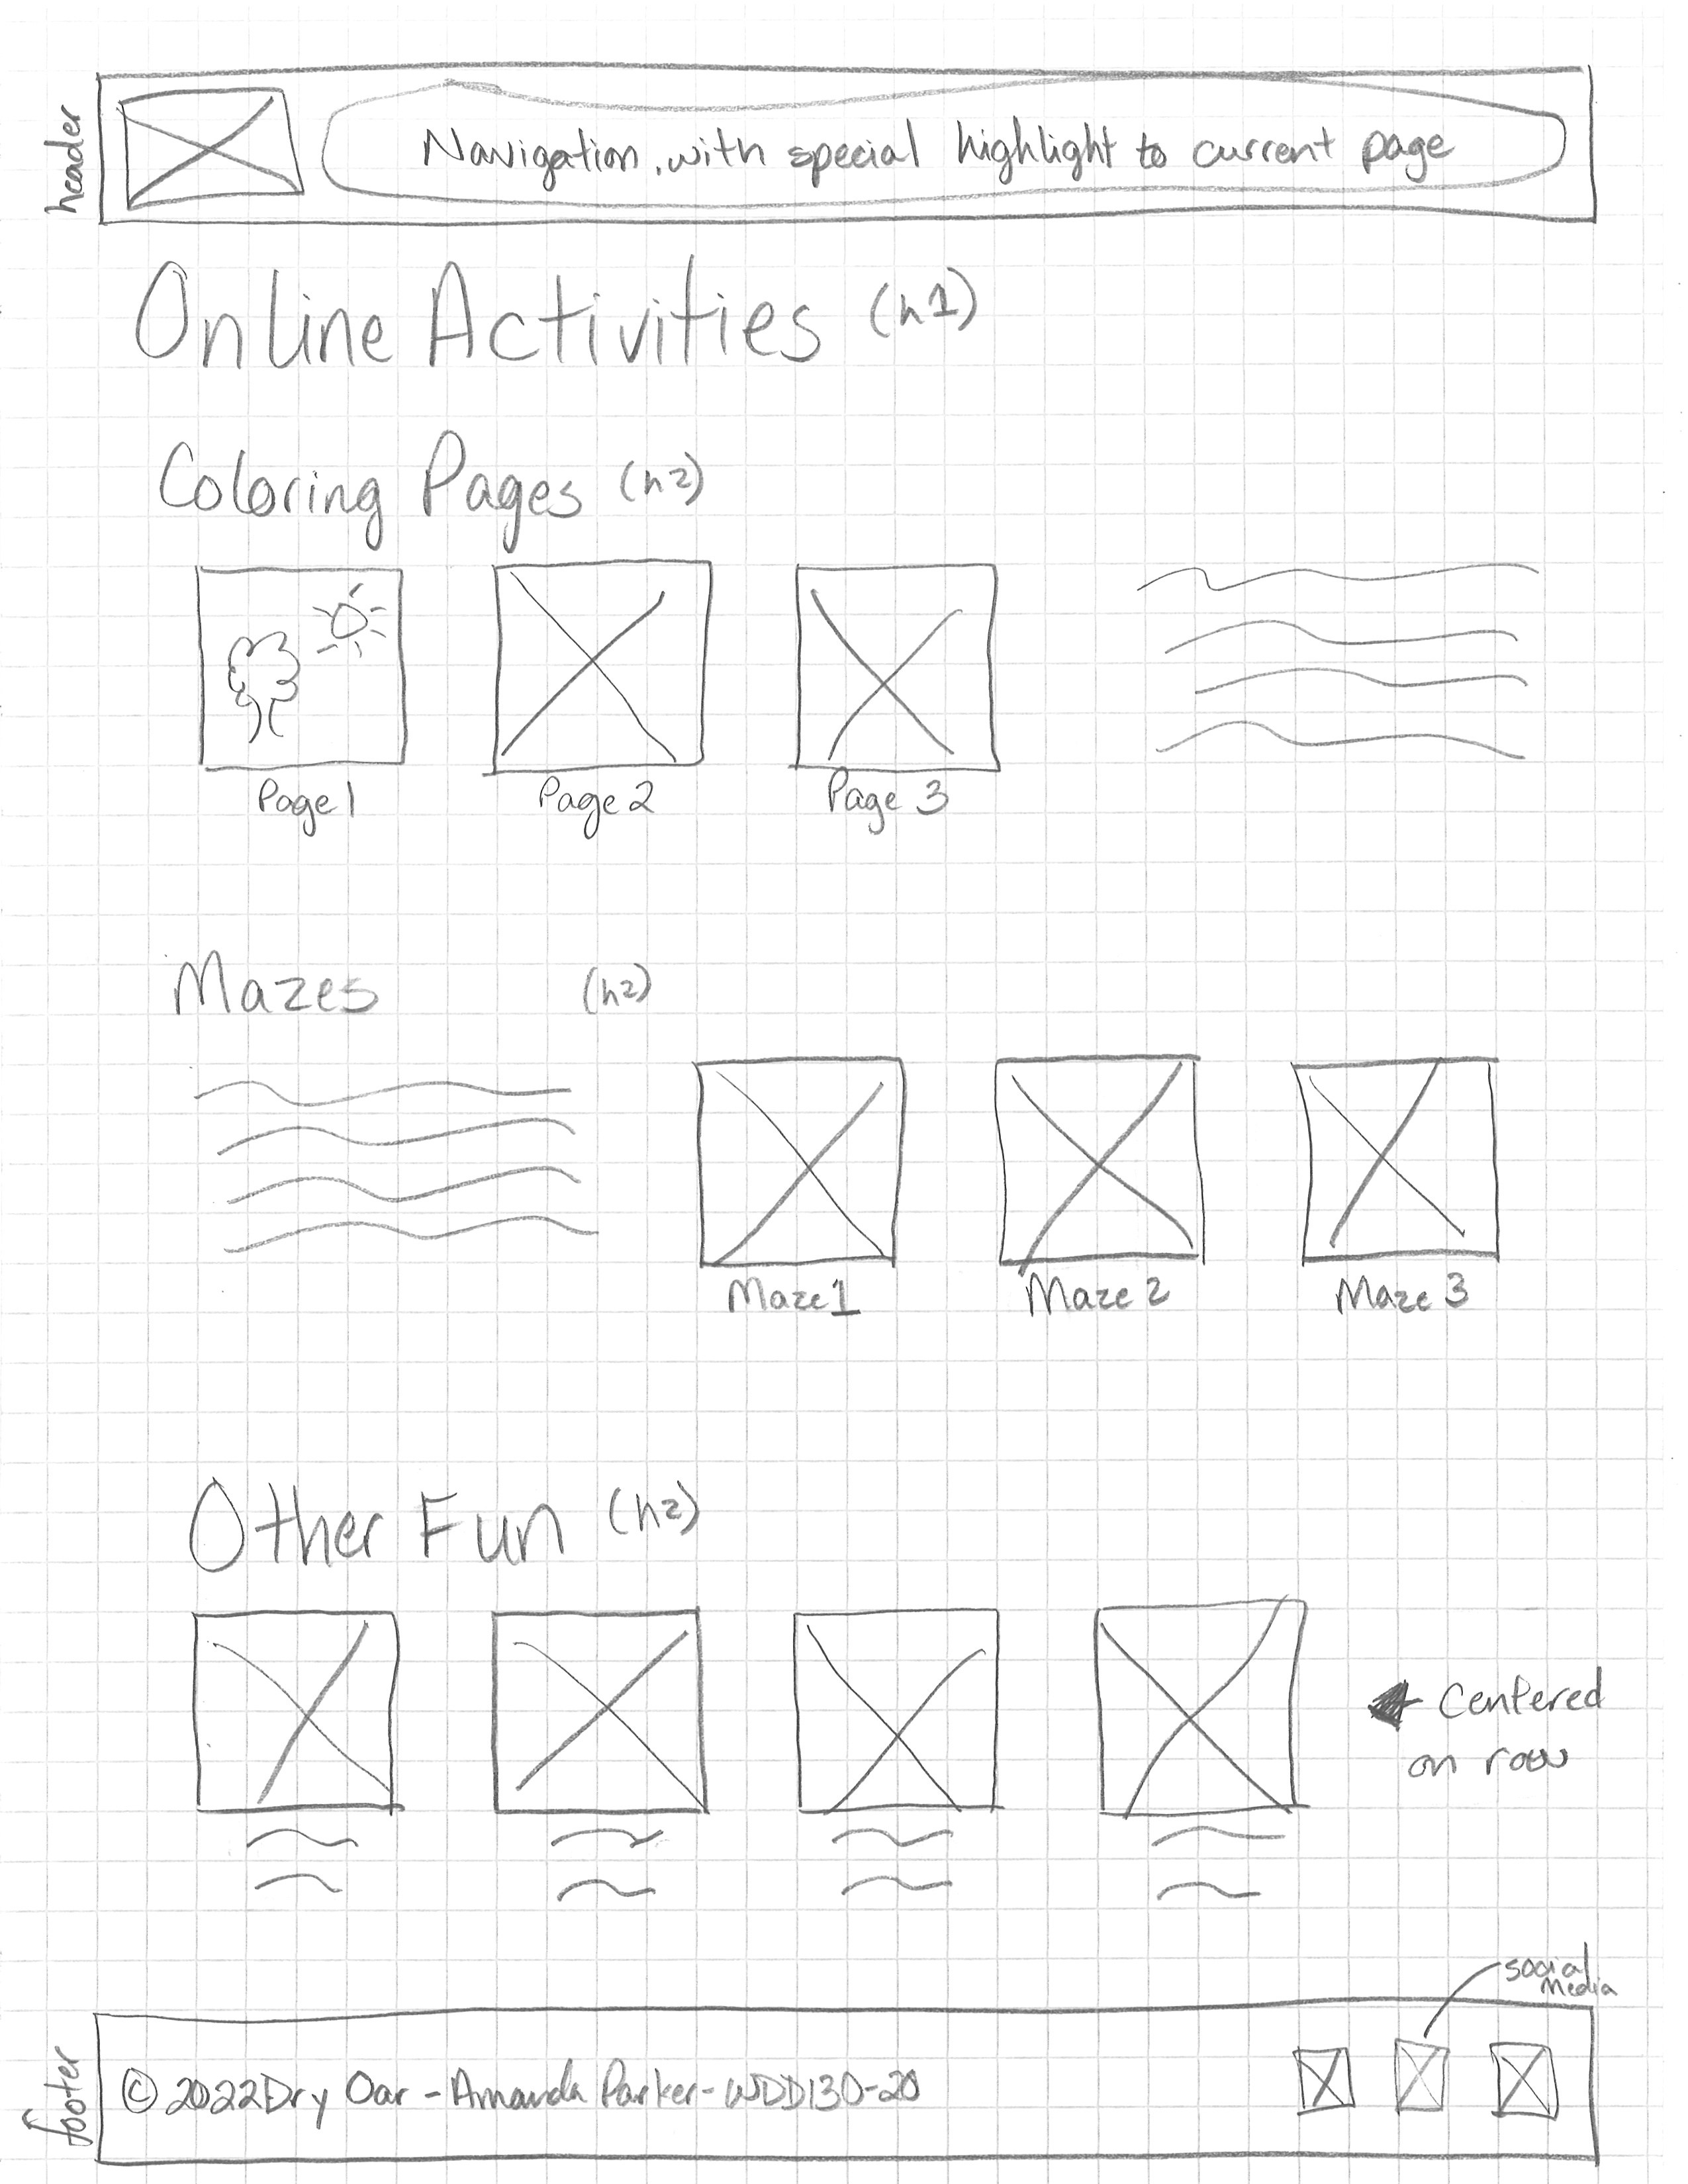 header
Navigation, with special highlight to current page
Online Activities (h1)
Coloring Pages (h2)
Page 1
Page 2
Page 3
Mazes (h2)
Maze 1
Maze 2
Maze 3
Other Fun (h2)
Centered
on row
social
media
footer
© 2022 Dry Oar - Amanda Parker - WDD130-20